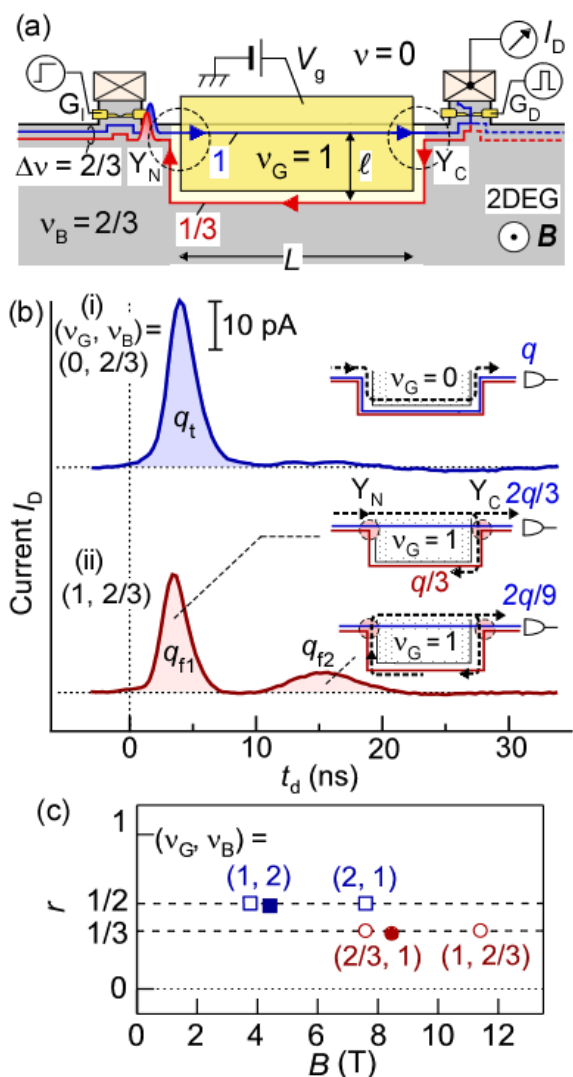 (a)
V_g
ν = 0
I_D
G_I
G_D
Δν = 2/3
Y_N
1
ν_G = 1
ℓ
Y_C
ν_B = 2/3
1/3
L
2DEG
B
(b)
(i)
(ν_G, ν_B) =
(0, 2/3)
10 pA
q
ν_G = 0
q_t
Y_N
Y_C
2q/3
ν_G = 1
q/3
(ii)
(1, 2/3)
2q/9
ν_G = 1
q_f1
q_f2
Current I_D
0 10 20 30
t_d (ns)
(c)
1
(ν_G, ν_B) =
(1, 2)
(2, 1)
1/2
r
1/3
(2/3, 1)
(1, 2/3)
0
0 2 4 6 8 10 12
B (T)